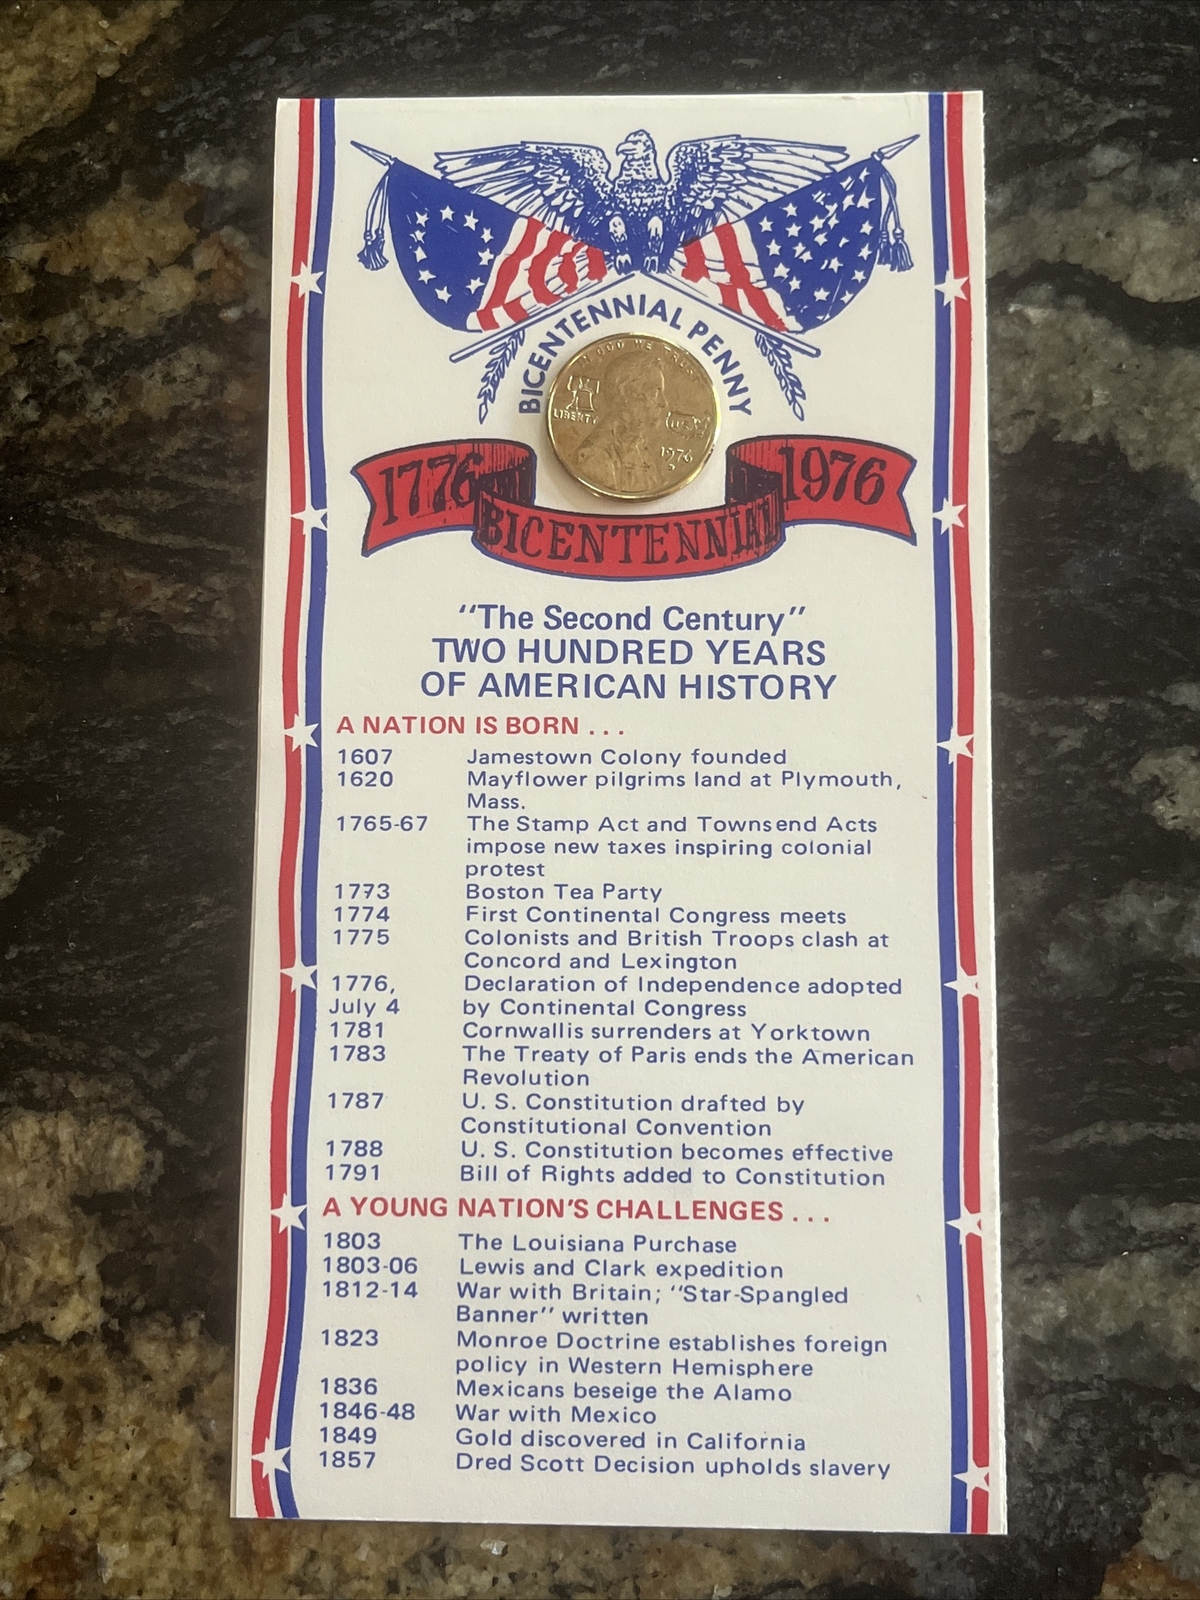 BICENTENNIAL PENNY
GOD WE TRUST
LIBERTY
1976
D
1776 BICENTENNIAL 1976
"The Second Century"
TWO HUNDRED YEARS
OF AMERICAN HISTORY
A NATION IS BORN . . .
1607 Jamestown Colony founded
1620 Mayflower pilgrims land at Plymouth,
Mass.
1765-67 The Stamp Act and Townsend Acts
impose new taxes inspiring colonial
protest
1773 Boston Tea Party
1774 First Continental Congress meets
1775 Colonists and British Troops clash at
Concord and Lexington
1776, Declaration of Independence adopted
July 4 by Continental Congress
1781 Cornwallis surrenders at Yorktown
1783 The Treaty of Paris ends the American
Revolution
1787 U. S. Constitution drafted by
Constitutional Convention
1788 U. S. Constitution becomes effective
1791 Bill of Rights added to Constitution
A YOUNG NATION'S CHALLENGES . . .
1803 The Louisiana Purchase
1803-06 Lewis and Clark expedition
1812-14 War with Britain; "Star-Spangled
Banner" written
1823 Monroe Doctrine establishes foreign
policy in Western Hemisphere
1836 Mexicans beseige the Alamo
1846-48 War with Mexico
1849 Gold discovered in California
1857 Dred Scott Decision upholds slavery